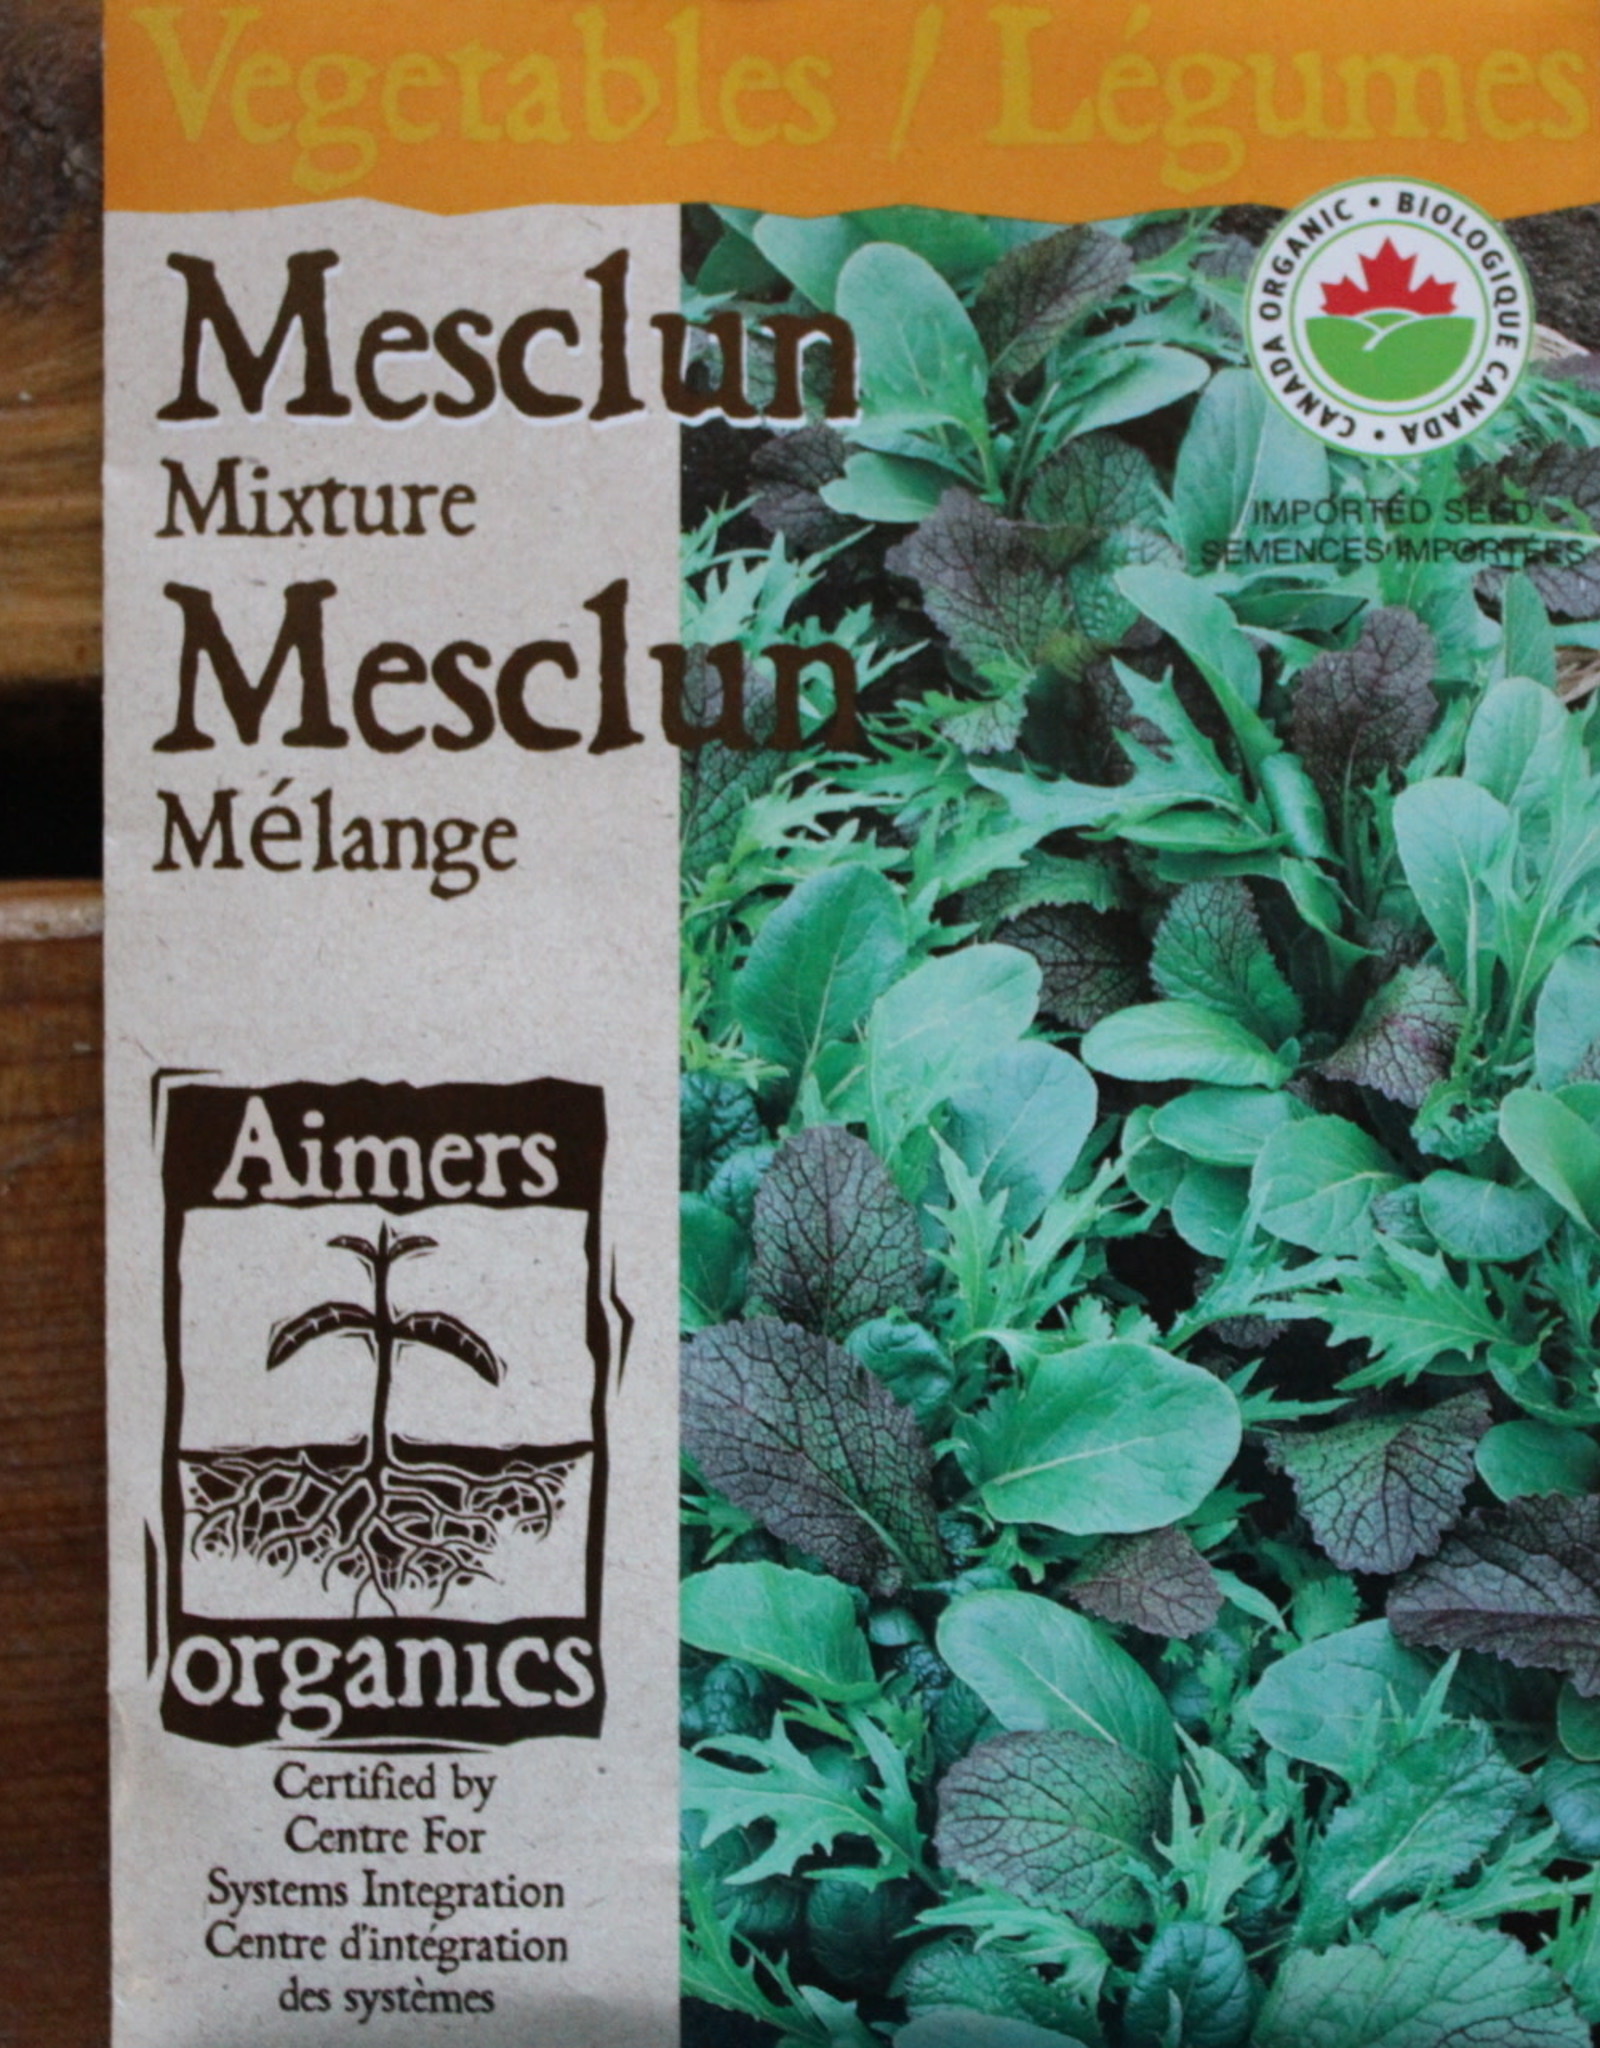 Vegetables / Légumes
Mesclun
Mixture
Mesclun
Mélange
CANADA ORGANIC • BIOLOGIQUE CANADA •
IMPORTED SEED
SEMENCES IMPORTÉES
Aimers
organics
Certified by
Centre For
Systems Integration
Centre d'intégration
des systèmes